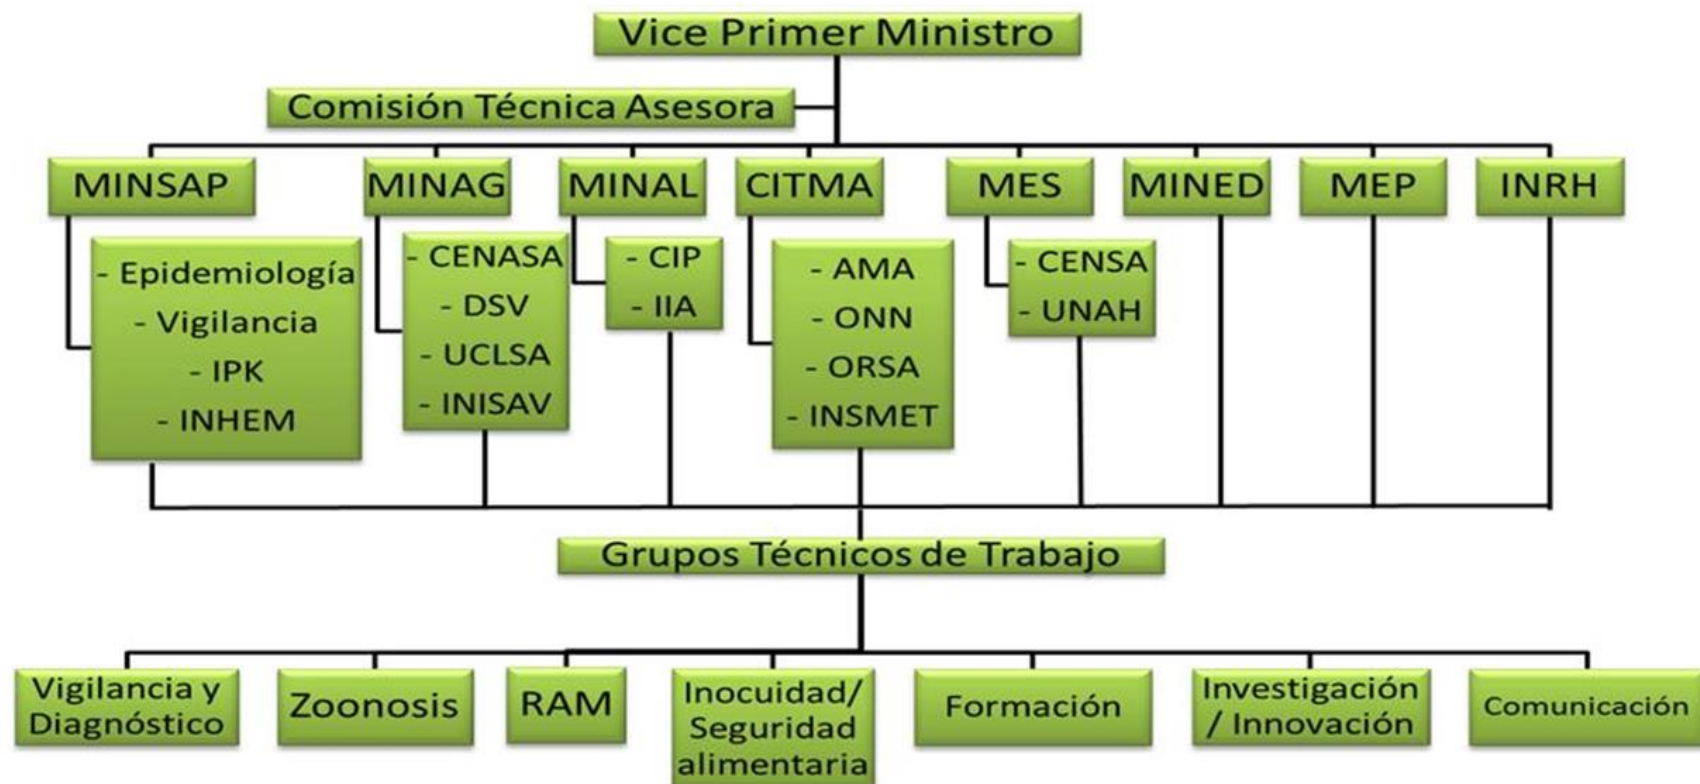 Vice Primer Ministro
Comisión Técnica Asesora
MINSAP
MINAG
MINAL
CITMA
MES
MINED
MEP
INRH
- Epidemiología
- Vigilancia
- IPK
- INHEM
- CENASA
- DSV
- UCLSA
- INISAV
- CIP
- IIA
- AMA
- ONN
- ORSA
- INSMET
- CENSA
- UNAH
Grupos Técnicos de Trabajo
Vigilancia y
Diagnóstico
Zoonosis
RAM
Inocuidad/
Seguridad
alimentaria
Formación
Investigación
/ Innovación
Comunicación